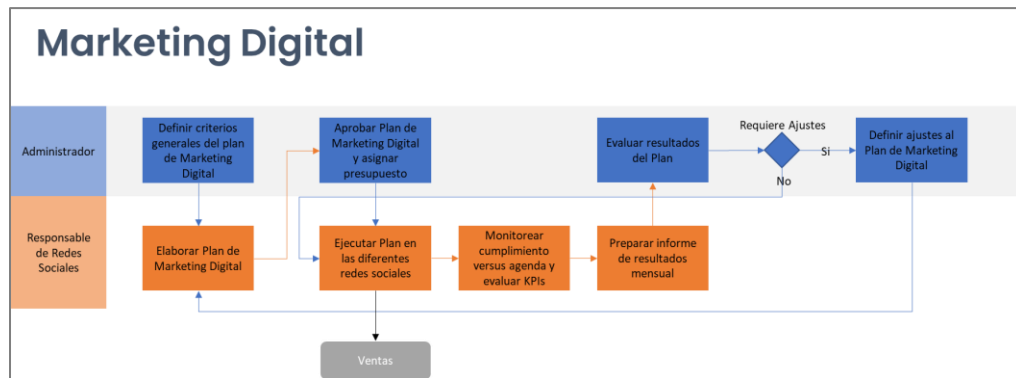 Marketing Digital
Administrador
Definir criterios
generales del plan
de Marketing
Digital
Aprobar Plan de
Marketing Digital
y asignar
presupuesto
Evaluar resultados
del Plan
Requiere Ajustes
Si
No
Definir ajustes al
Plan de Marketing
Digital
Responsable
de Redes
Sociales
Elaborar Plan de
Marketing Digital
Ejecutar Plan en
las diferentes
redes sociales
Monitorear
cumplimiento
versus agenda y
evaluar KPIs
Preparar informe
de resultados
mensual
Ventas